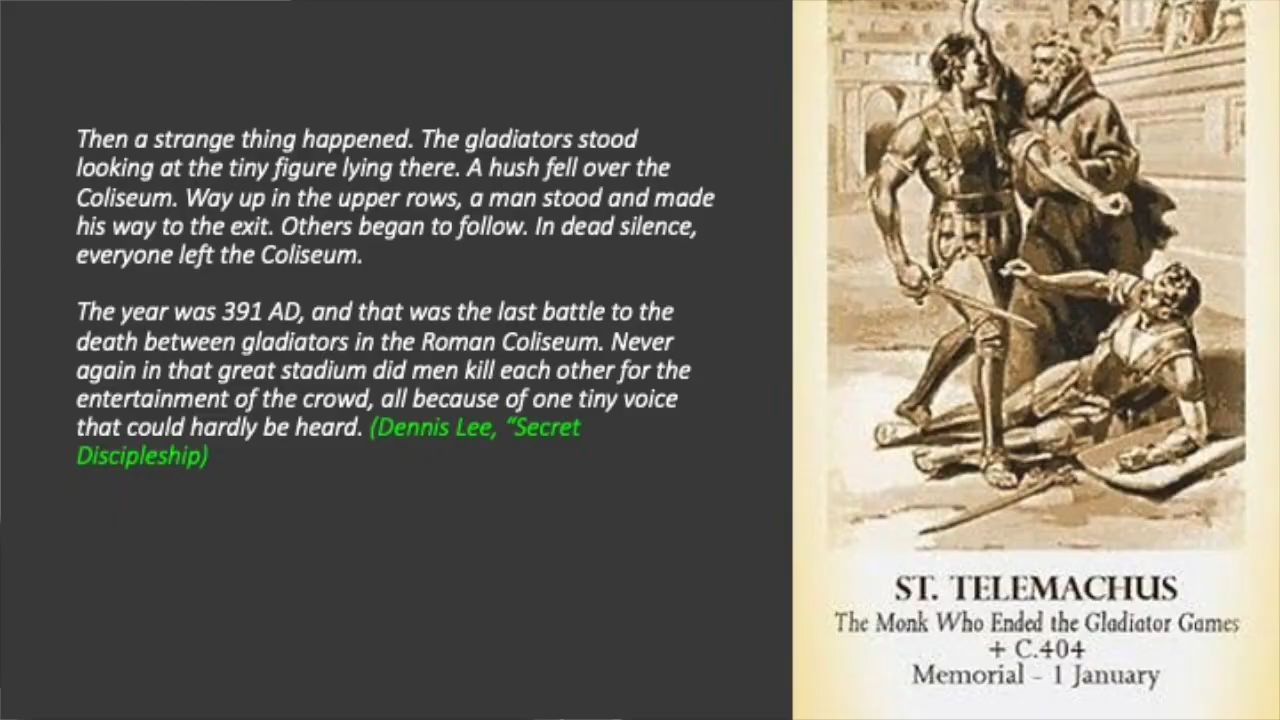 Then a strange thing happened. The gladiators stood
looking at the tiny figure lying there. A hush fell over the
Coliseum. Way up in the upper rows, a man stood and made
his way to the exit. Others began to follow. In dead silence,
everyone left the Coliseum.
The year was 391 AD, and that was the last battle to the
death between gladiators in the Roman Coliseum. Never
again in that great stadium did men kill each other for the
entertainment of the crowd, all because of one tiny voice
that could hardly be heard. (Dennis Lee, “Secret
Discipleship)
ST. TELEMACHUS
The Monk Who Ended the Gladiator Games
+ C.404
Memorial - 1 January